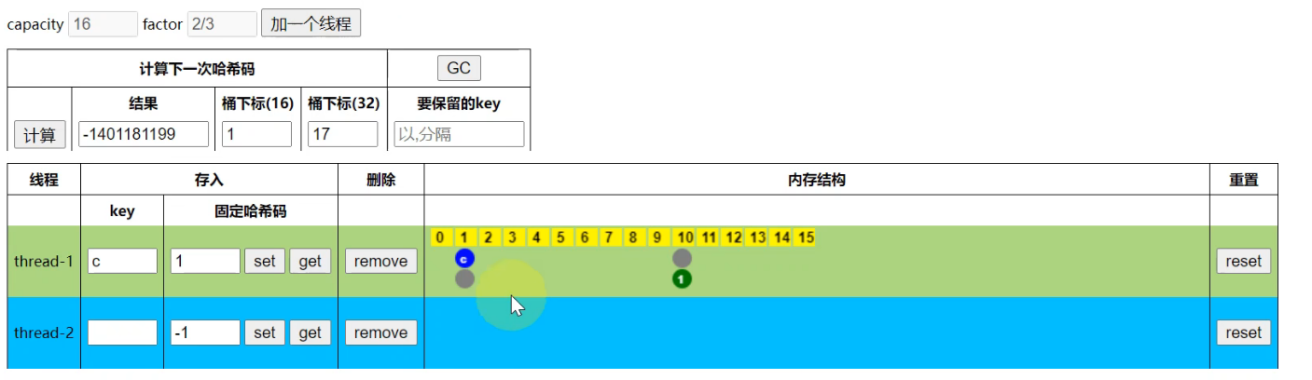 capacity 16 factor 2/3 加一个线程
计算下一次哈希码 GC
结果 桶下标(16) 桶下标(32) 要保留的key
计算 -1401181199 1 17 以,分隔
线程 存入 删除 内存结构 重置
key 固定哈希码
0 1 2 3 4 5 6 7 8 9 10 11 12 13 14 15
thread-1 c 1 set get remove c reset
1
thread-2 -1 set get remove reset